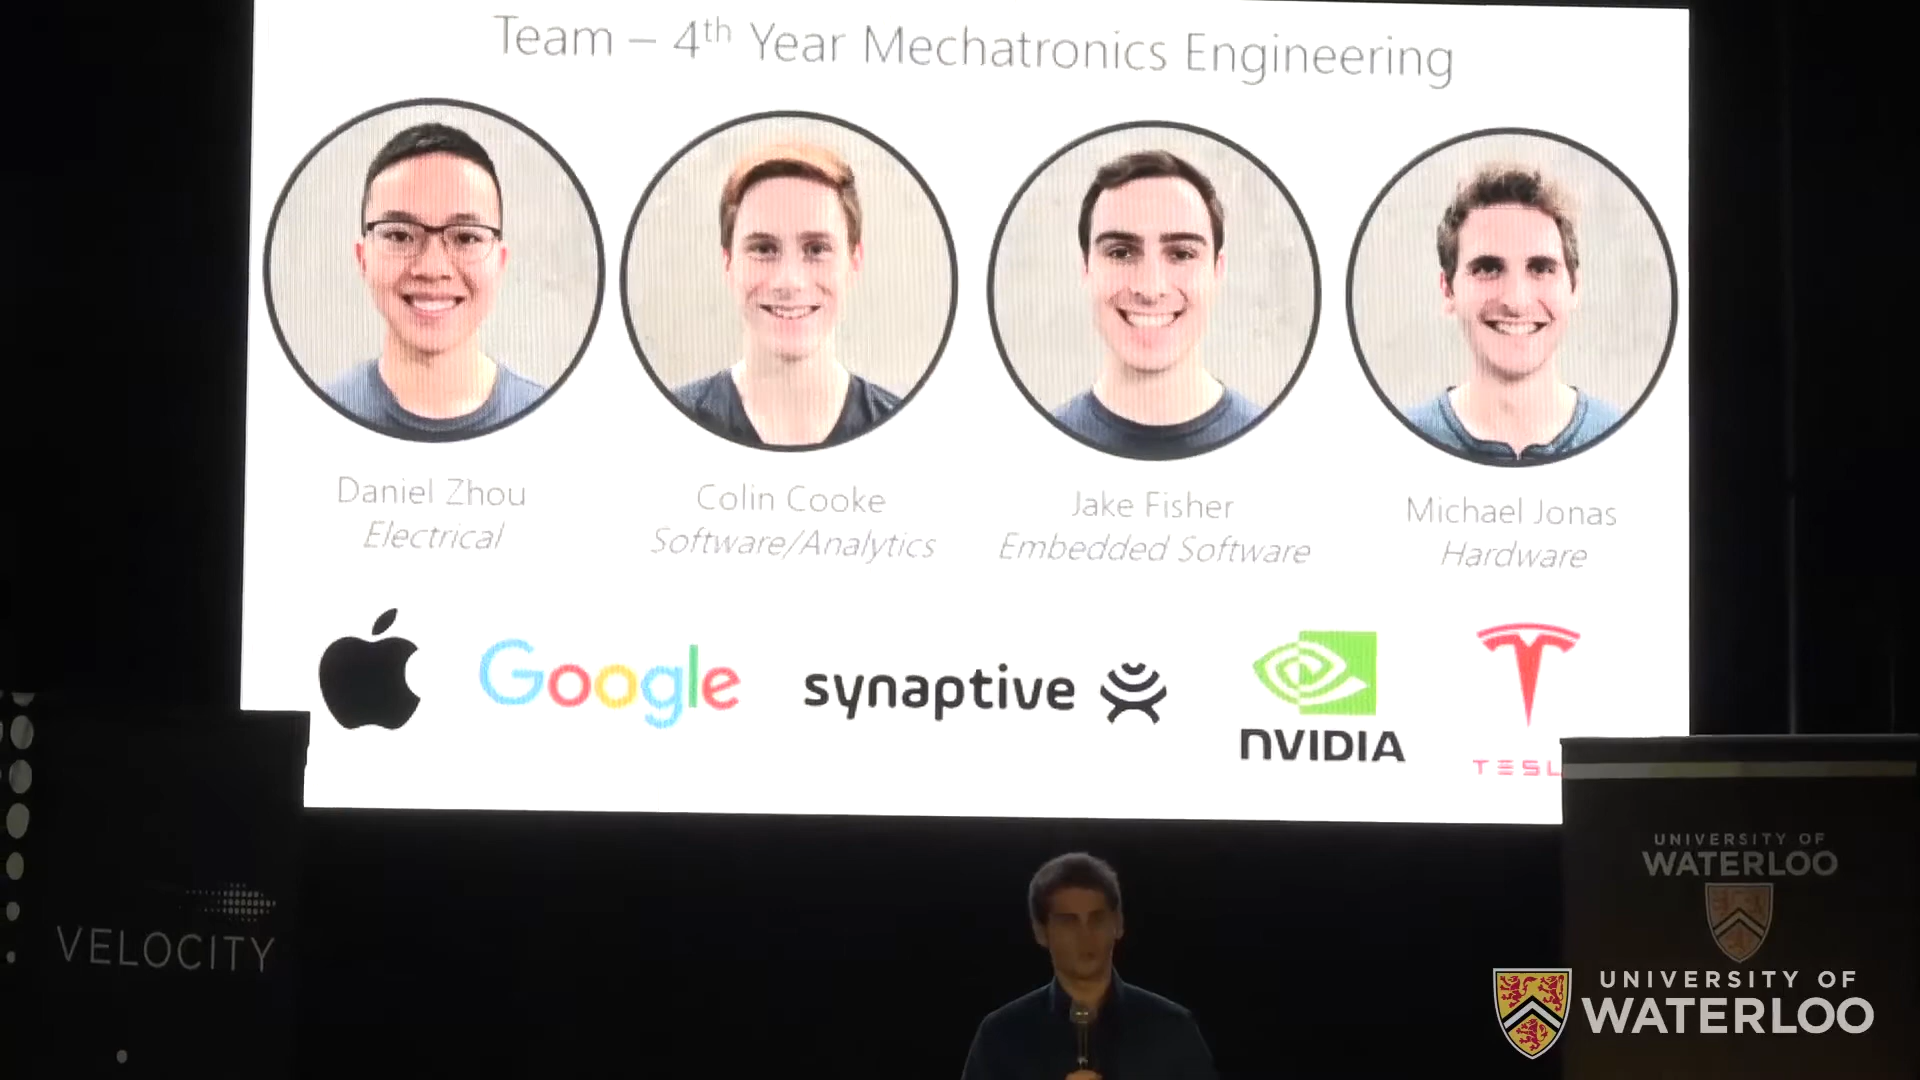 Team – 4th Year Mechatronics Engineering
Daniel Zhou
Electrical
Colin Cooke
Software/Analytics
Jake Fisher
Embedded Software
Michael Jonas
Hardware
Google
synaptive
NVIDIA
TESL
VELOCITY
UNIVERSITY OF
WATERLOO
UNIVERSITY OF
WATERLOO